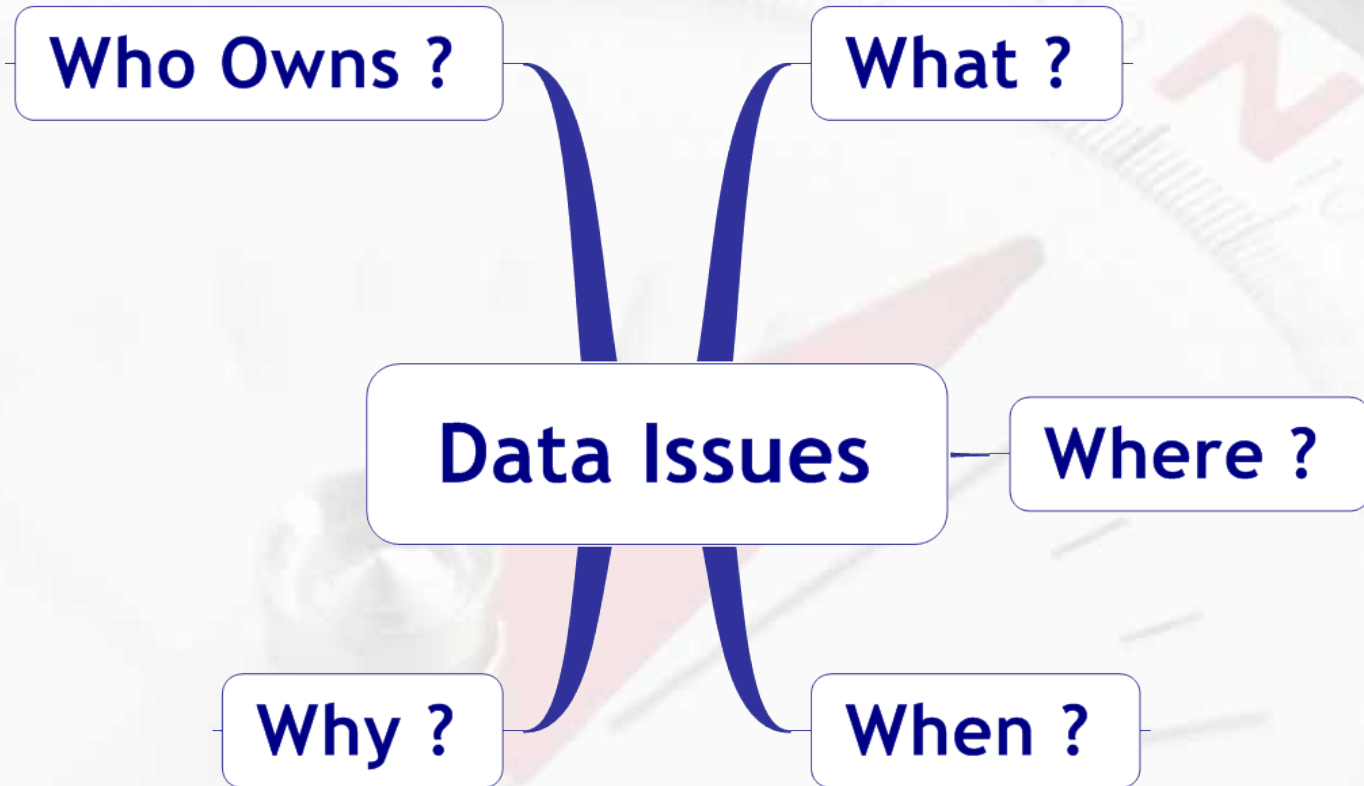 Who Owns ?
What ?
Data Issues
Where ?
Why ?
When ?
N